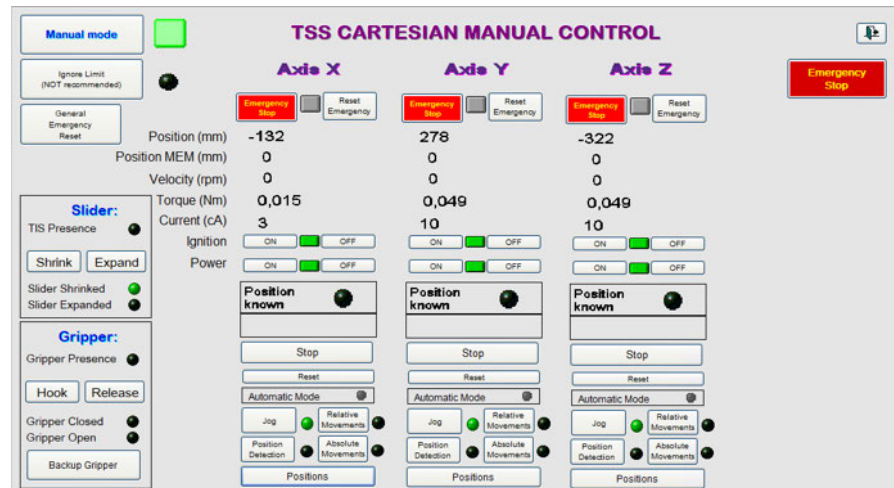 Manual mode
TSS CARTESIAN MANUAL CONTROL
Ignore Limit
(NOT recommended)
General
Emergency
Reset
Emergency
Stop
Axis X
Axis Y
Axis Z
Emergency
Stop
Reset
Emergency
Emergency
Stop
Reset
Emergency
Emergency
Stop
Reset
Emergency
Position (mm) -132 278 -322
Position MEM (mm) 0 0 0
Velocity (rpm) 0 0 0
Torque (Nm) 0,015 0,049 0,049
Current (cA) 3 10 10
Ignition ON OFF ON OFF ON OFF
Power ON OFF ON OFF ON OFF
Slider:
TIS Presence
Shrink Expand
Slider Shrinked
Slider Expanded
Gripper:
Gripper Presence
Hook Release
Gripper Closed
Gripper Open
Backup Gripper
Position
known
Stop
Reset
Automatic Mode
Jog
Relative
Movements
Position
Detection
Absolute
Movements
Positions
Position
known
Stop
Reset
Automatic Mode
Jog
Relative
Movements
Position
Detection
Absolute
Movements
Positions
Position
known
Stop
Reset
Automatic Mode
Jog
Relative
Movements
Position
Detection
Absolute
Movements
Positions